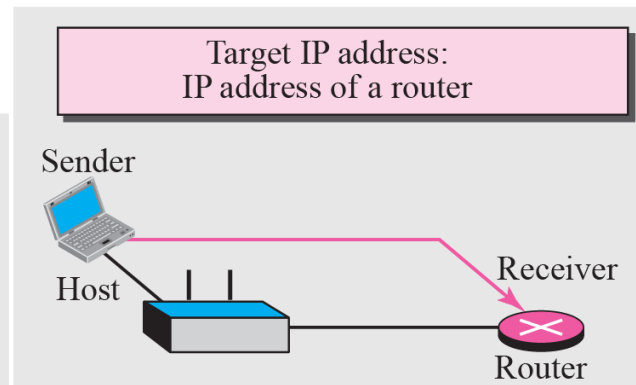 Target IP address:
IP address of a router
Sender
Host
Receiver
Router